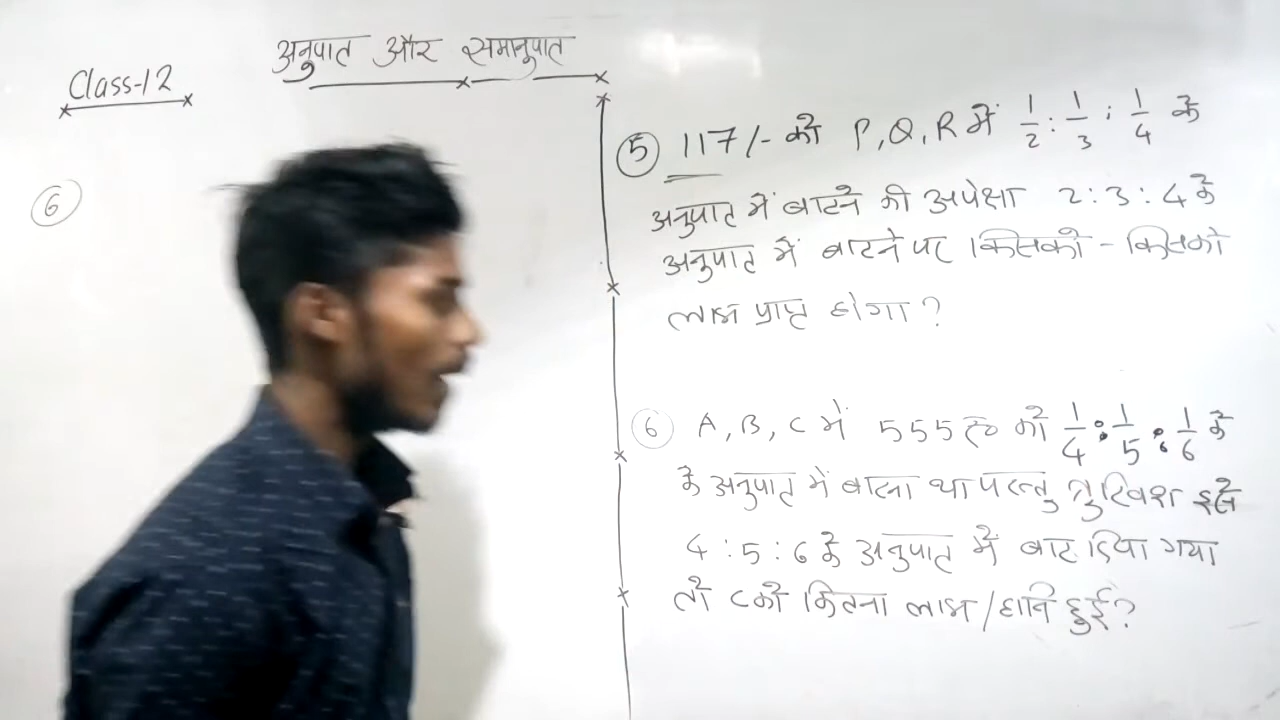 अनुपात और समानुपात
Class-12
⑥
⑤ 117/- को P, Q, R में 1/2 : 1/3 : 1/4 के
अनुपात में बाटने की अपेक्षा 2 : 3 : 4 के
अनुपात में बाटने पर किसको - किसको
लाभ प्राप्त होगा ?
⑥ A, B, C में 555 रु० को 1/4 : 1/5 : 1/6 के
के अनुपात में बाटना था परन्तु त्रुटिवश इसे
4 : 5 : 6 के अनुपात में बाट दिया गया
तो C को कितना लाभ / हानि हुई ?